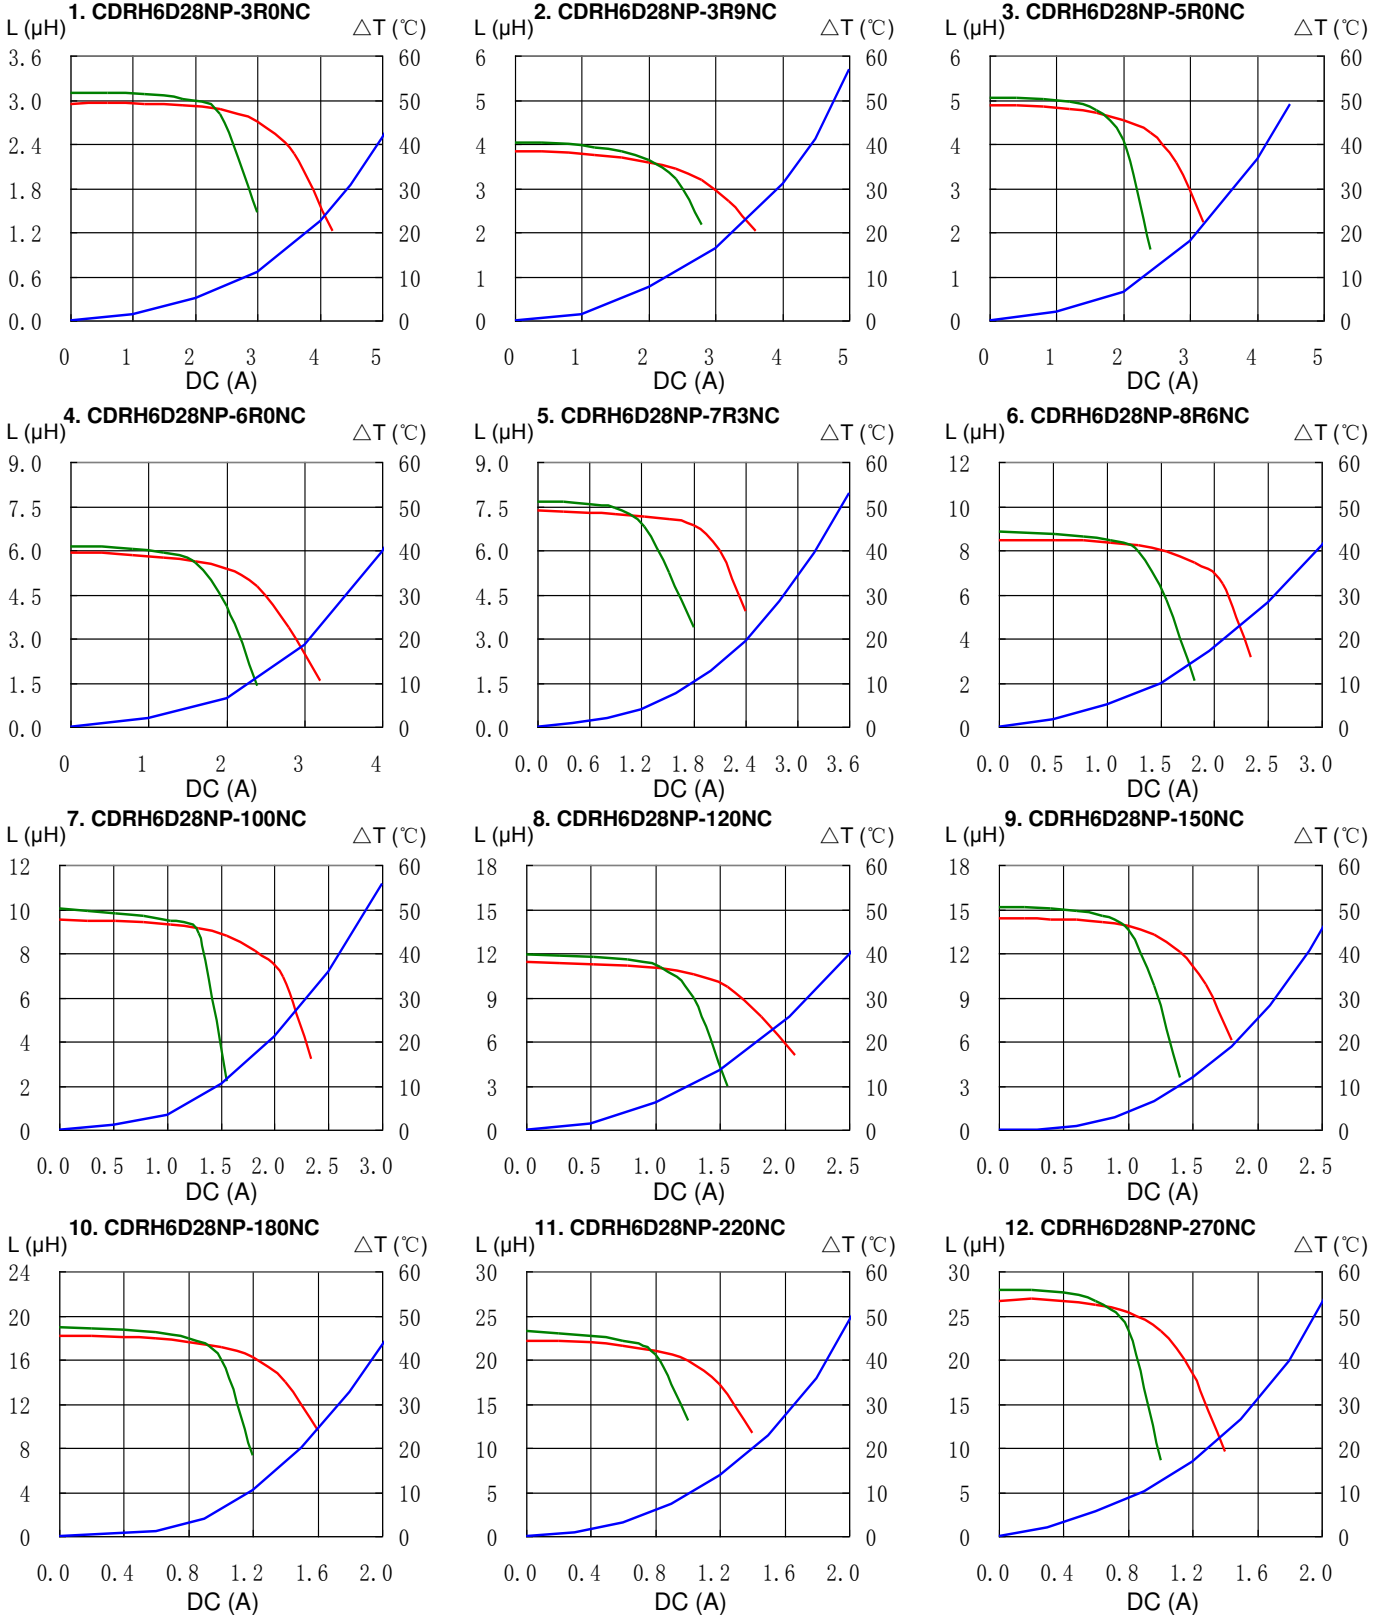 1. CDRH6D28NP-3R0NC
L (µH) △T (℃)
3.6 60
3.0 50
2.4 40
1.8 30
1.2 20
0.6 10
0.0 0
0 1 2 3 4 5
DC (A)
2. CDRH6D28NP-3R9NC
L (µH) △T (℃)
6 60
5 50
4 40
3 30
2 20
1 10
0 0
0 1 2 3 4 5
DC (A)
3. CDRH6D28NP-5R0NC
L (µH) △T (℃)
6 60
5 50
4 40
3 30
2 20
1 10
0 0
0 1 2 3 4 5
DC (A)
4. CDRH6D28NP-6R0NC
L (µH) △T (℃)
9.0 60
7.5 50
6.0 40
4.5 30
3.0 20
1.5 10
0.0 0
0 1 2 3 4
DC (A)
5. CDRH6D28NP-7R3NC
L (µH) △T (℃)
9.0 60
7.5 50
6.0 40
4.5 30
3.0 20
1.5 10
0.0 0
0.0 0.6 1.2 1.8 2.4 3.0 3.6
DC (A)
6. CDRH6D28NP-8R6NC
L (µH) △T (℃)
12 60
10 50
8 40
6 30
4 20
2 10
0 0
0.0 0.5 1.0 1.5 2.0 2.5 3.0
DC (A)
7. CDRH6D28NP-100NC
L (µH) △T (℃)
12 60
10 50
8 40
6 30
4 20
2 10
0 0
0.0 0.5 1.0 1.5 2.0 2.5 3.0
DC (A)
8. CDRH6D28NP-120NC
L (µH) △T (℃)
18 60
15 50
12 40
9 30
6 20
3 10
0 0
0.0 0.5 1.0 1.5 2.0 2.5
DC (A)
9. CDRH6D28NP-150NC
L (µH) △T (℃)
18 60
15 50
12 40
9 30
6 20
3 10
0 0
0.0 0.5 1.0 1.5 2.0 2.5
DC (A)
10. CDRH6D28NP-180NC
L (µH) △T (℃)
24 60
20 50
16 40
12 30
8 20
4 10
0 0
0.0 0.4 0.8 1.2 1.6 2.0
DC (A)
11. CDRH6D28NP-220NC
L (µH) △T (℃)
30 60
25 50
20 40
15 30
10 20
5 10
0 0
0.0 0.4 0.8 1.2 1.6 2.0
DC (A)
12. CDRH6D28NP-270NC
L (µH) △T (℃)
30 60
25 50
20 40
15 30
10 20
5 10
0 0
0.0 0.4 0.8 1.2 1.6 2.0
DC (A)